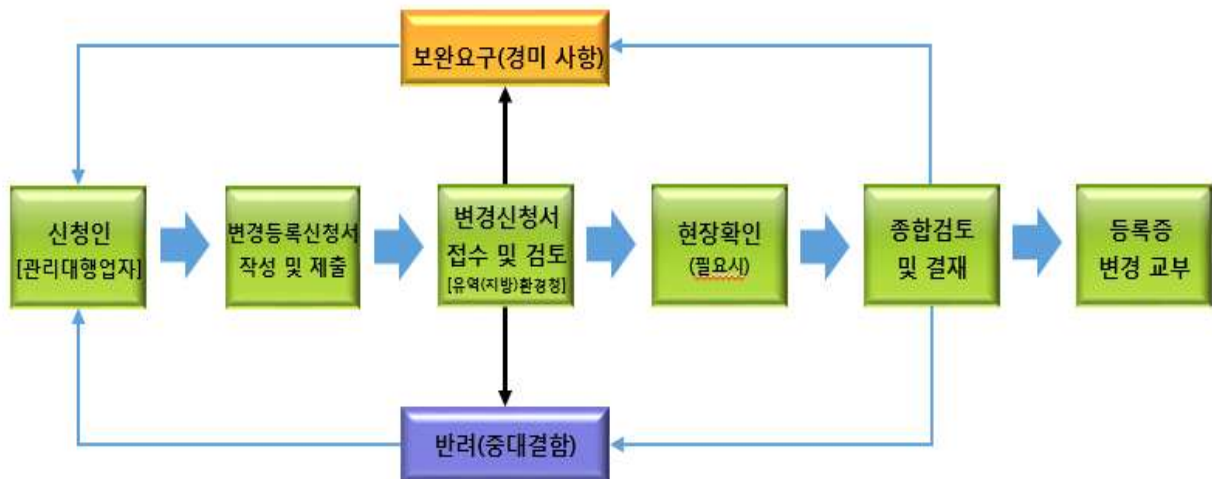 보완요구(경미 사항)
신청인
[관리대행업자]
변경등록신청서
작성 및 제출
변경신청서
접수 및 검토
[유역(지방)환경청]
현장확인
(필요시)
종합검토
및 결재
등록증
변경 교부
반려(중대결함)